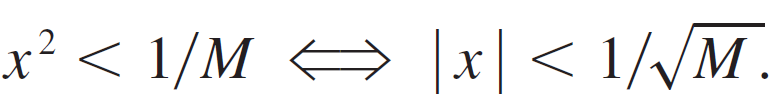 x² < 1/M ⟺ |x| < 1/√M.